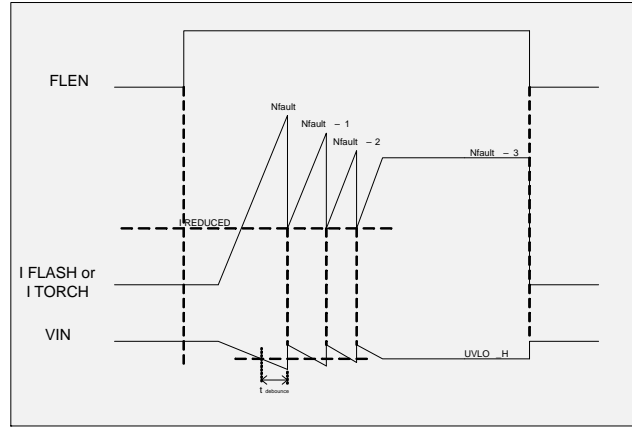 FLEN
Nfault
Nfault – 1
Nfault – 2
Nfault – 3
I REDUCED
I FLASH or
I TORCH
VIN
UVLO _H
t debounce